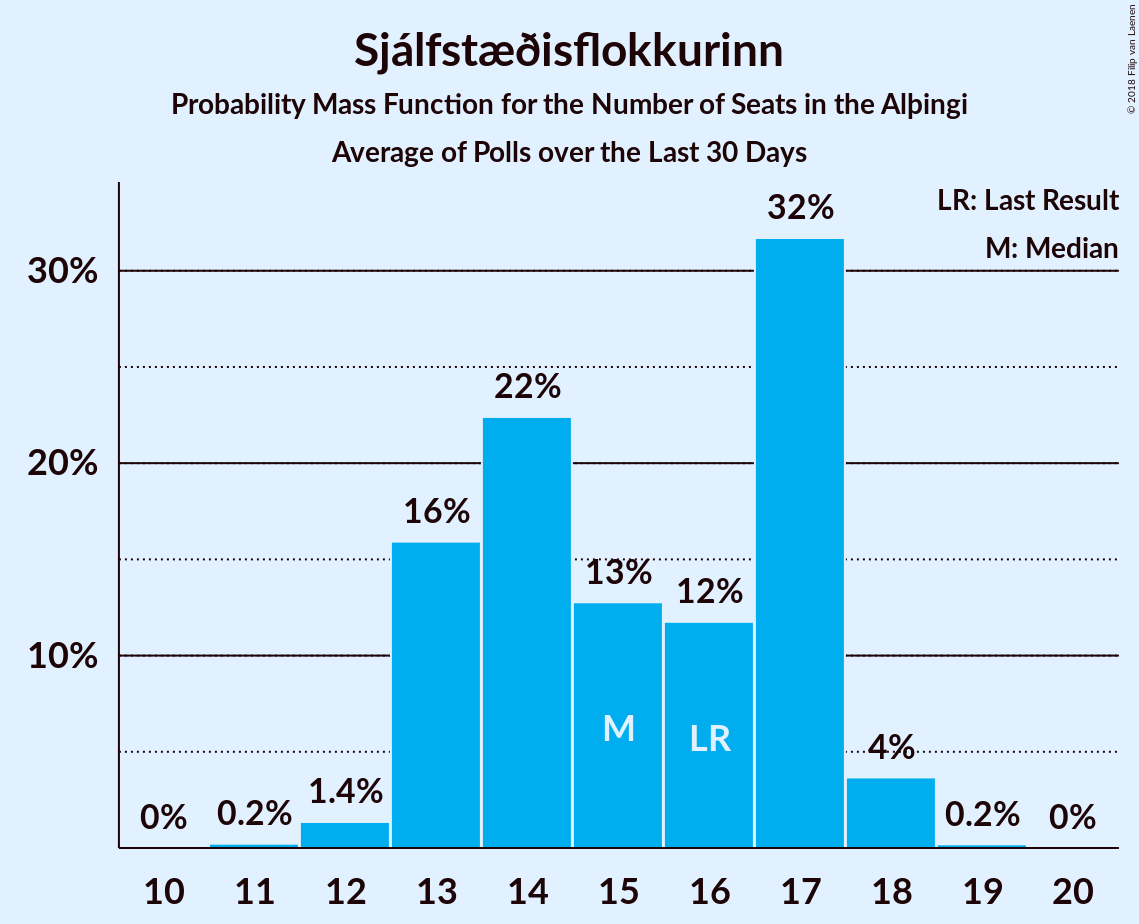 Sjálfstæðisflokkurinn
Probability Mass Function for the Number of Seats in the Alþingi
Average of Polls over the Last 30 Days
© 2018 Filip van Laenen
LR: Last Result
M: Median
30%
20%
10%
0%
0.2%
1.4%
16%
22%
13%
12%
32%
4%
0.2%
0%
M
LR
10 11 12 13 14 15 16 17 18 19 20